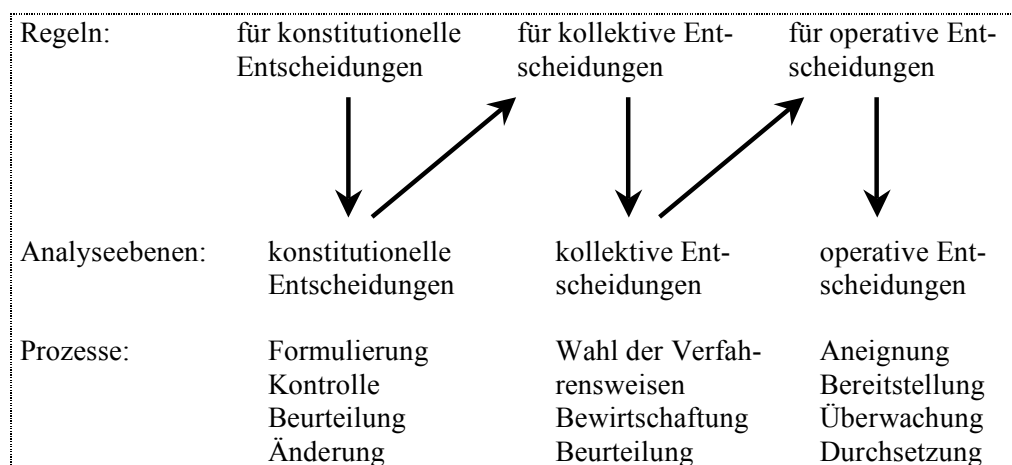 Regeln: für konstitutionelle für kollektive Ent- für operative Ent-
Entscheidungen scheidungen scheidungen
Analyseebenen: konstitutionelle kollektive Ent- operative Ent-
Entscheidungen scheidungen scheidungen
Prozesse: Formulierung Wahl der Verfah- Aneignung
Kontrolle rensweisen Bereitstellung
Beurteilung Bewirtschaftung Überwachung
Änderung Beurteilung Durchsetzung